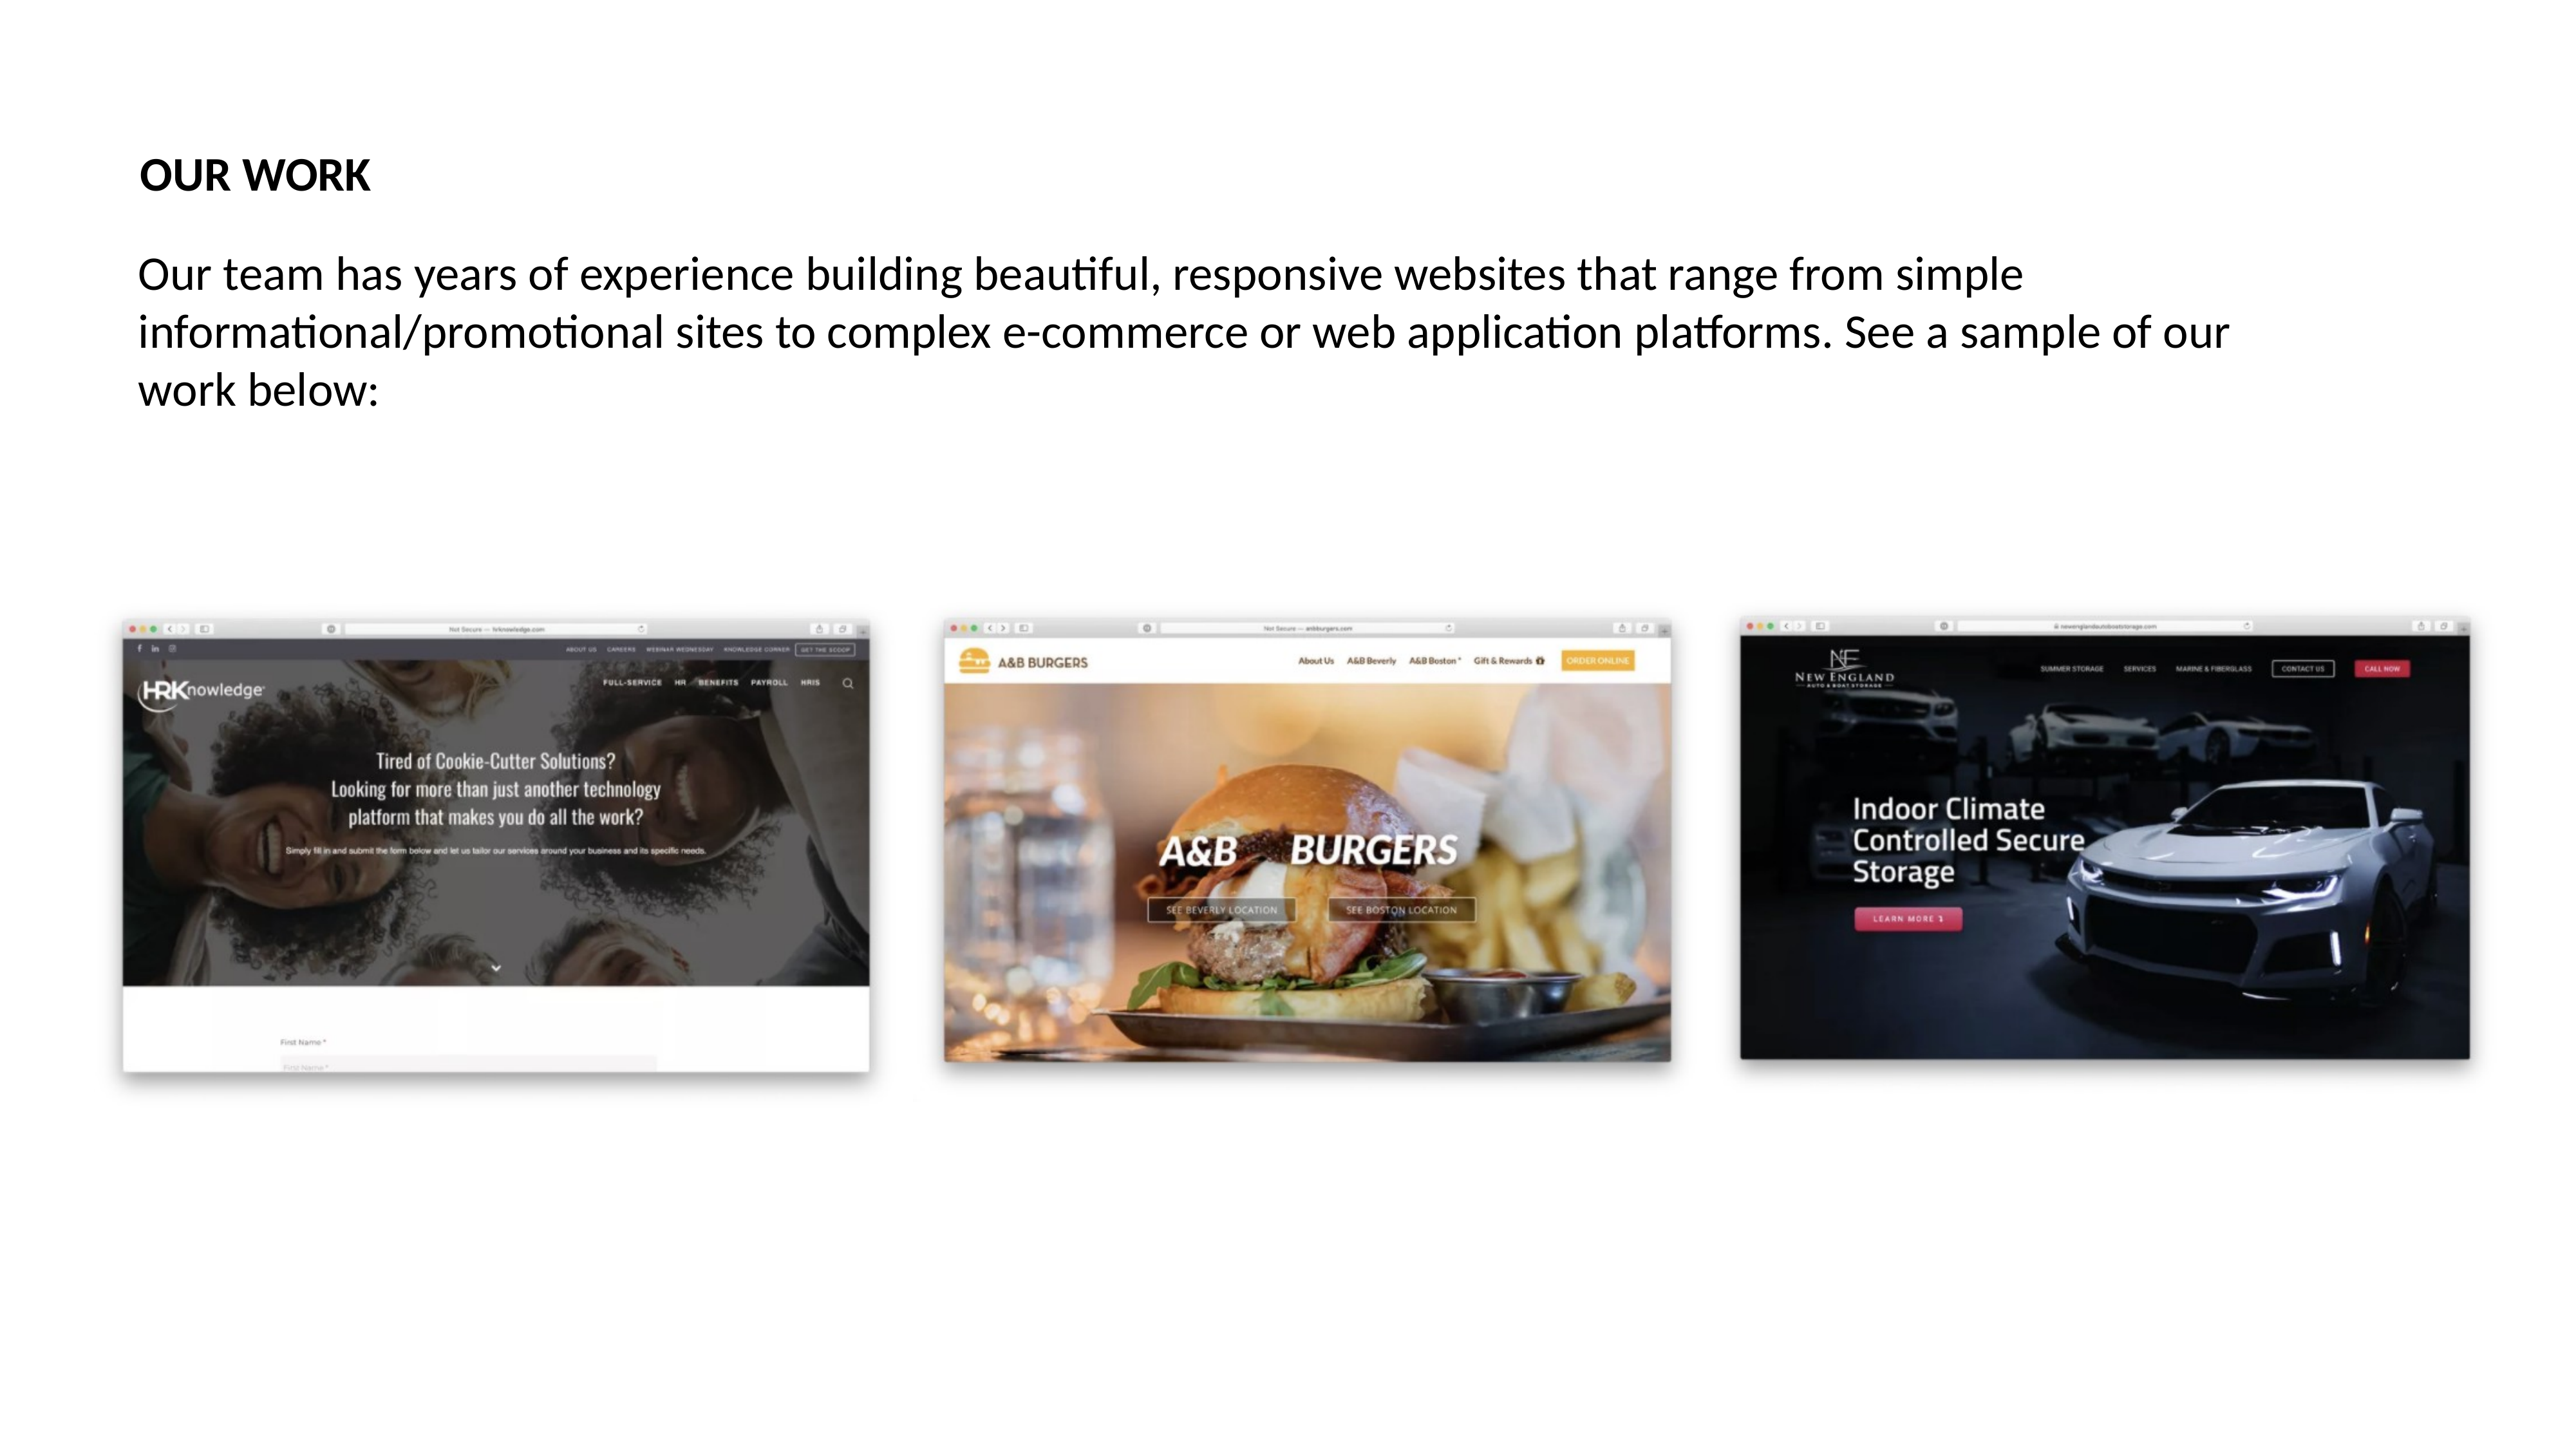 OUR WORK
Our team has years of experience building beautiful, responsive websites that range from simple
informational/promotional sites to complex e-commerce or web application platforms. See a sample of our
work below:
Not Secure — hrknowledge.com
ABOUT US CAREERS WEBINAR WEDNESDAY KNOWLEDGE CORNER GET THE SCOOP
HRKnowledge
FULL-SERVICE HR BENEFITS PAYROLL HRIS
Tired of Cookie-Cutter Solutions?
Looking for more than just another technology
platform that makes you do all the work?
Simply fill in and submit the form below and let us tailor our services around your business and its specific needs.
First Name *
First Name *
Not Secure — anbburgers.com
A&B BURGERS
About Us A&B Beverly A&B Boston * Gift & Rewards ORDER ONLINE
A&B BURGERS
SEE BEVERLY LOCATION SEE BOSTON LOCATION
newenglandautoboatstorage.com
NE
NEW ENGLAND
AUTO & BOAT STORAGE
SUMMER STORAGE SERVICES MARINE & FIBERGLASS CONTACT US CALL NOW
Indoor Climate
Controlled Secure
Storage
LEARN MORE